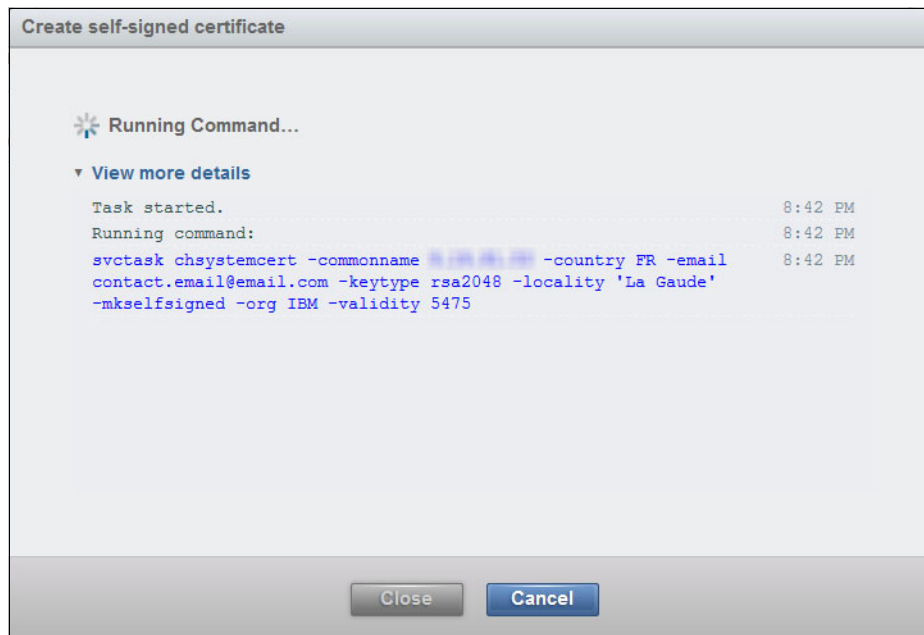 Create self-signed certificate
Running Command...
View more details
Task started. 8:42 PM
Running command: 8:42 PM
svctask chsystemcert -commonname -country FR -email 8:42 PM
contact.email@email.com -keytype rsa2048 -locality 'La Gaude'
-mkselfsigned -org IBM -validity 5475
Close Cancel